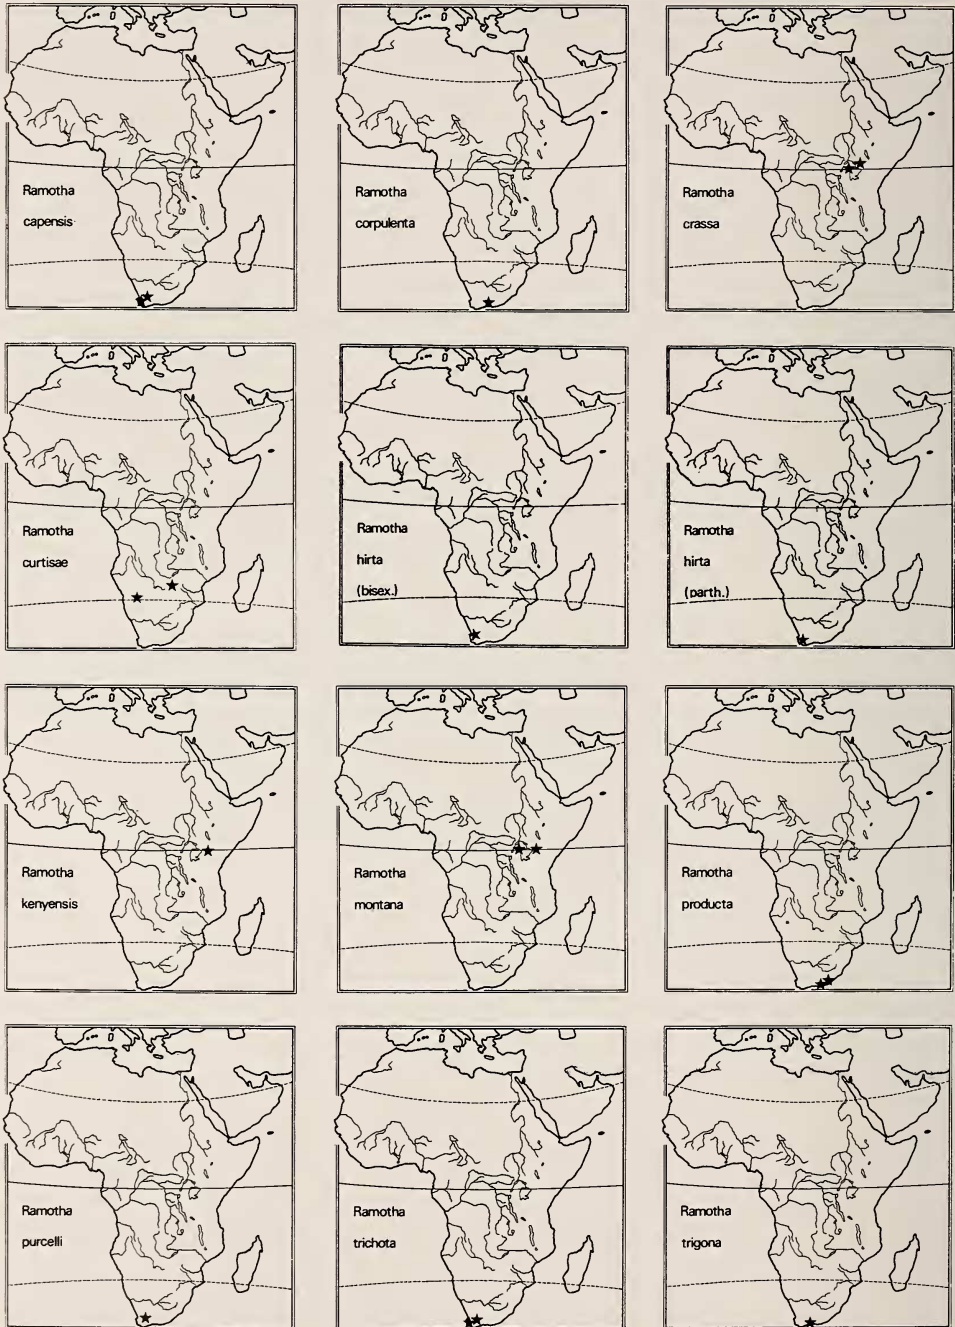 Ramotha
capensis
Ramotha
corpulenta
Ramotha
crassa
Ramotha
curtisae
Ramotha
hirta
(bisex.)
Ramotha
hirta
(parth.)
Ramotha
kenyensis
Ramotha
montana
Ramotha
producta
Ramotha
purcelli
Ramotha
trichota
Ramotha
trigona